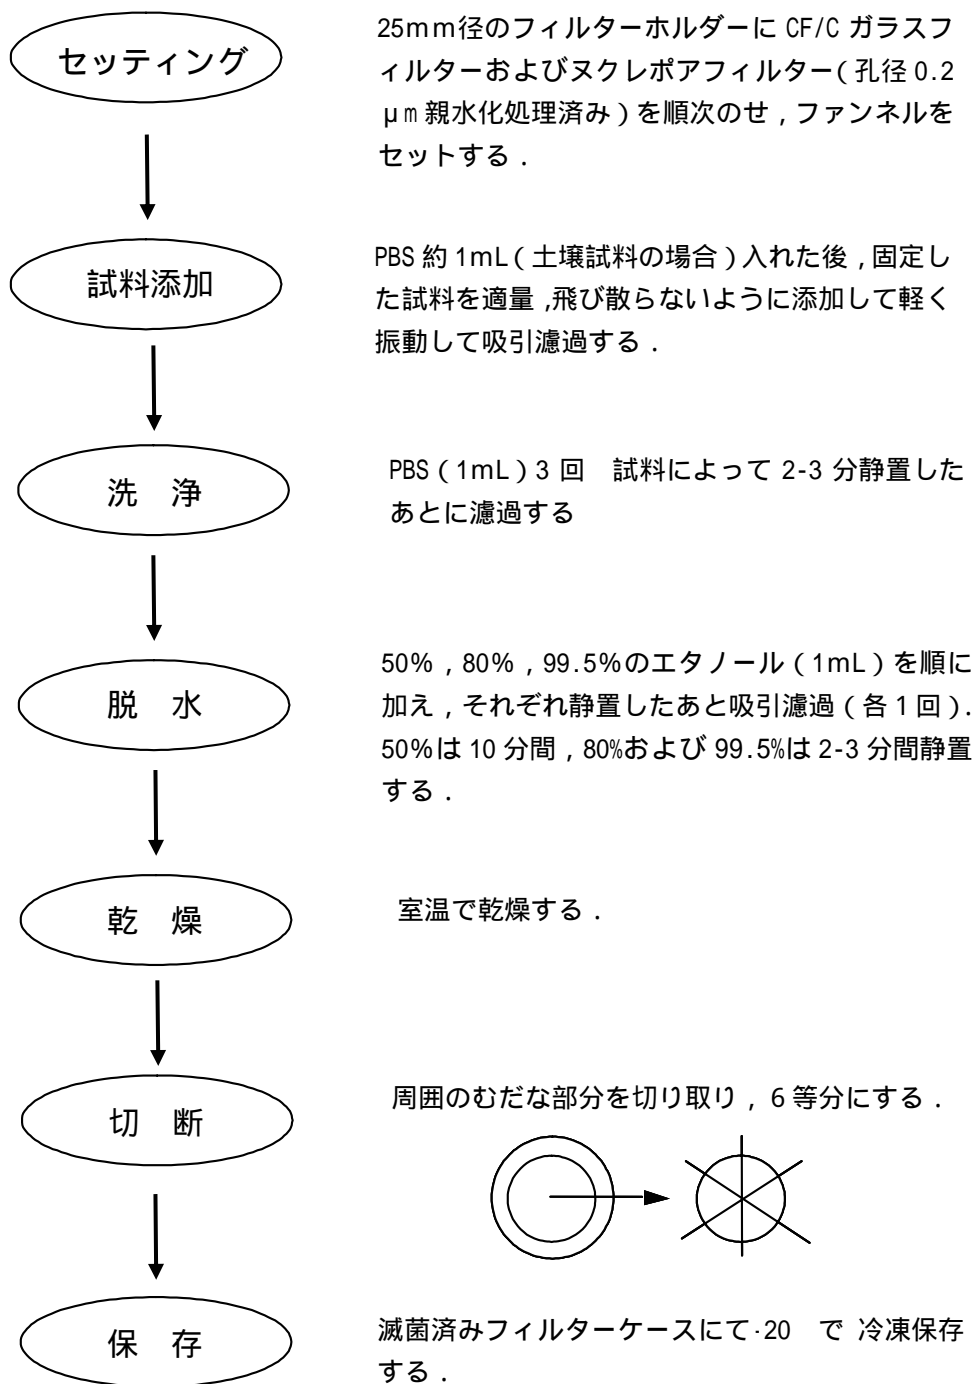 セッティング
25mm径のフィルターホルダーに CF/C ガラスフ
ィルターおよびヌクレポアフィルター(孔径 0.2
μm 親水化処理済み)を順次のせ,ファンネルを
セットする.
試料添加
PBS 約 1mL(土壌試料の場合)入れた後,固定し
た試料を適量,飛び散らないように添加して軽く
振動して吸引濾過する.
洗 浄
PBS(1mL)3 回 試料によって 2-3 分静置した
あとに濾過する
脱 水
50%,80%,99.5%のエタノール(1mL)を順に
加え,それぞれ静置したあと吸引濾過(各1回).
50%は 10 分間,80%および 99.5%は 2-3 分間静置
する.
乾 燥
室温で乾燥する.
切 断
周囲のむだな部分を切り取り,6等分にする.
保 存
滅菌済みフィルターケースにて-20 で 冷凍保存
する.